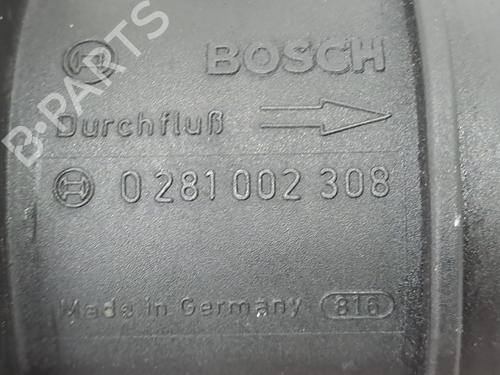 BOSCH
Durchfluß
0 281 002 308
Made in Germany 816
B-PARTS